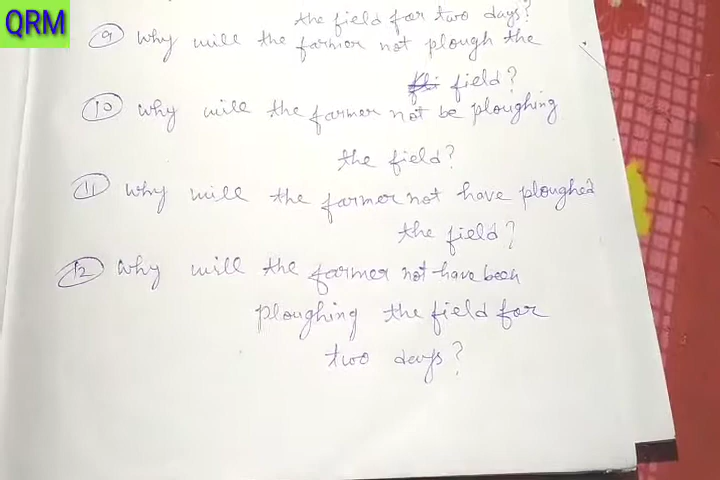 QRM
the field for two days?
9 Why will the farmer not plough the
field?
10 Why will the farmer not be ploughing
the field?
11 Why will the farmer not have ploughed
the field?
12 Why will the farmer not have been
ploughing the field for
two days?